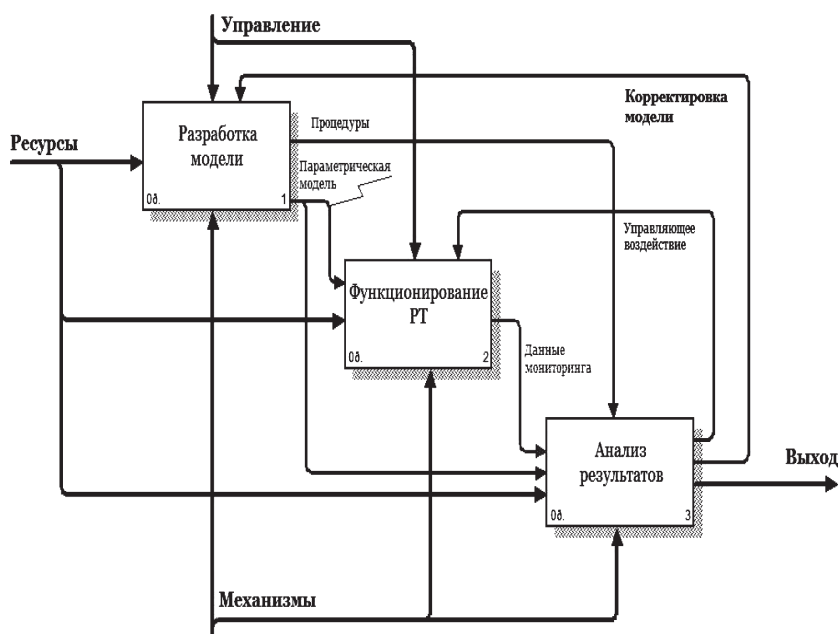 Управление
Корректировка
модели
Ресурсы
Разработка
модели
0д.
1
Процедуры
Параметрическая
модель
Управляющее
воздействие
Функционирование
РТ
0д.
2
Данные
мониторинга
Анализ
результатов
0д.
3
Выход
Механизмы